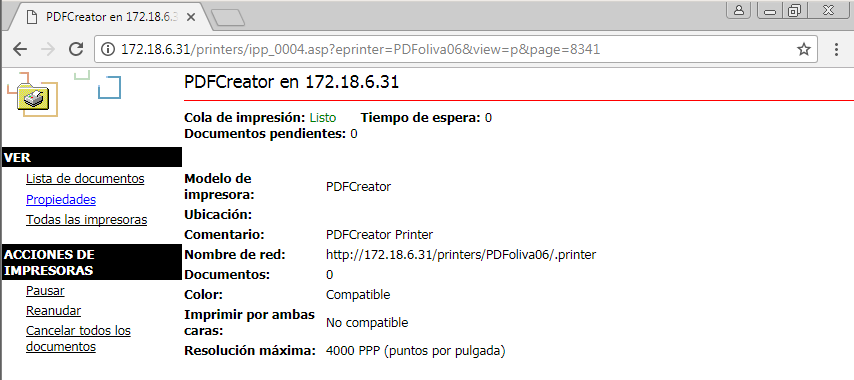 PDFCreator en 172.18.6.3
172.18.6.31/printers/ipp_0004.asp?eprinter=PDFoliva06&view=p&page=8341
PDFCreator en 172.18.6.31
Cola de impresión: Listo Tiempo de espera: 0
Documentos pendientes: 0
VER
Lista de documentos
Propiedades
Todas las impresoras
ACCIONES DE
IMPRESORAS
Pausar
Reanudar
Cancelar todos los
documentos
Modelo de
impresora: PDFCreator
Ubicación:
Comentario: PDFCreator Printer
Nombre de red: http://172.18.6.31/printers/PDFoliva06/.printer
Documentos: 0
Color: Compatible
Imprimir por ambas
caras: No compatible
Resolución máxima: 4000 PPP (puntos por pulgada)